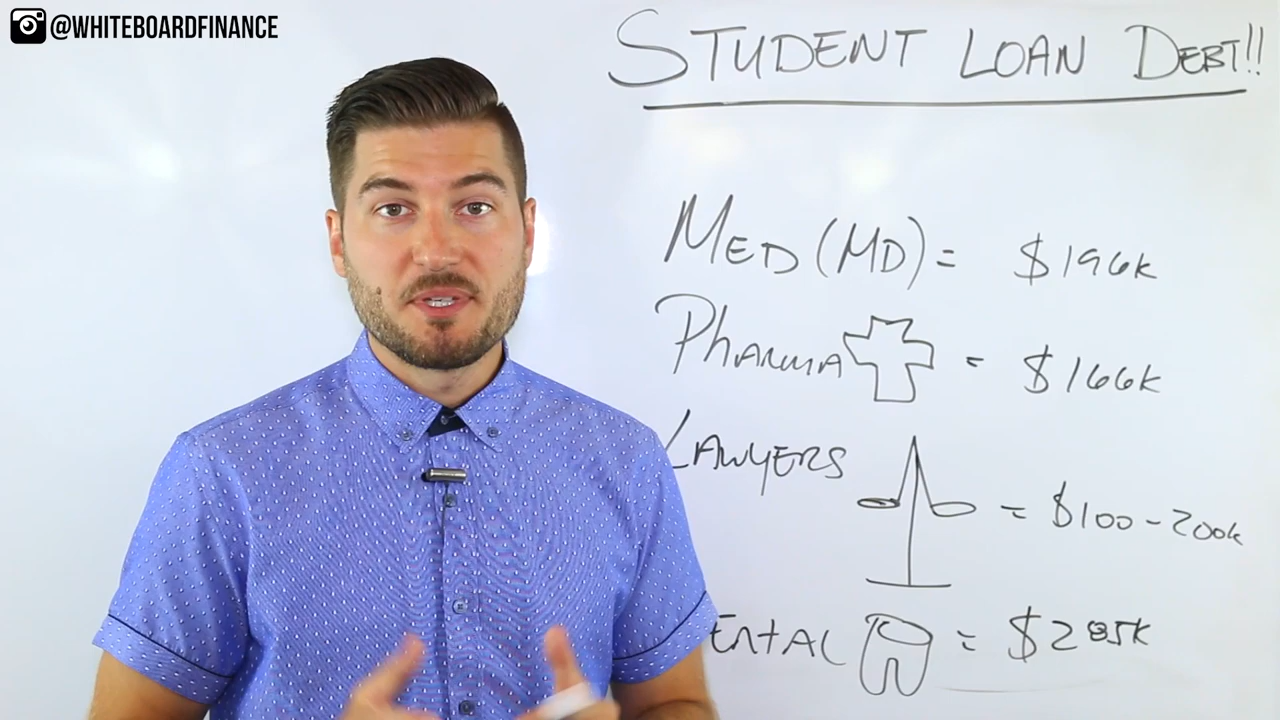 @WHITEBOARDFINANCE
STUDENT LOAN DEBT!!
MED (MD) = $196K
PHARMA = $166K
LAWYERS = $100-200K
ENTAL = $285K